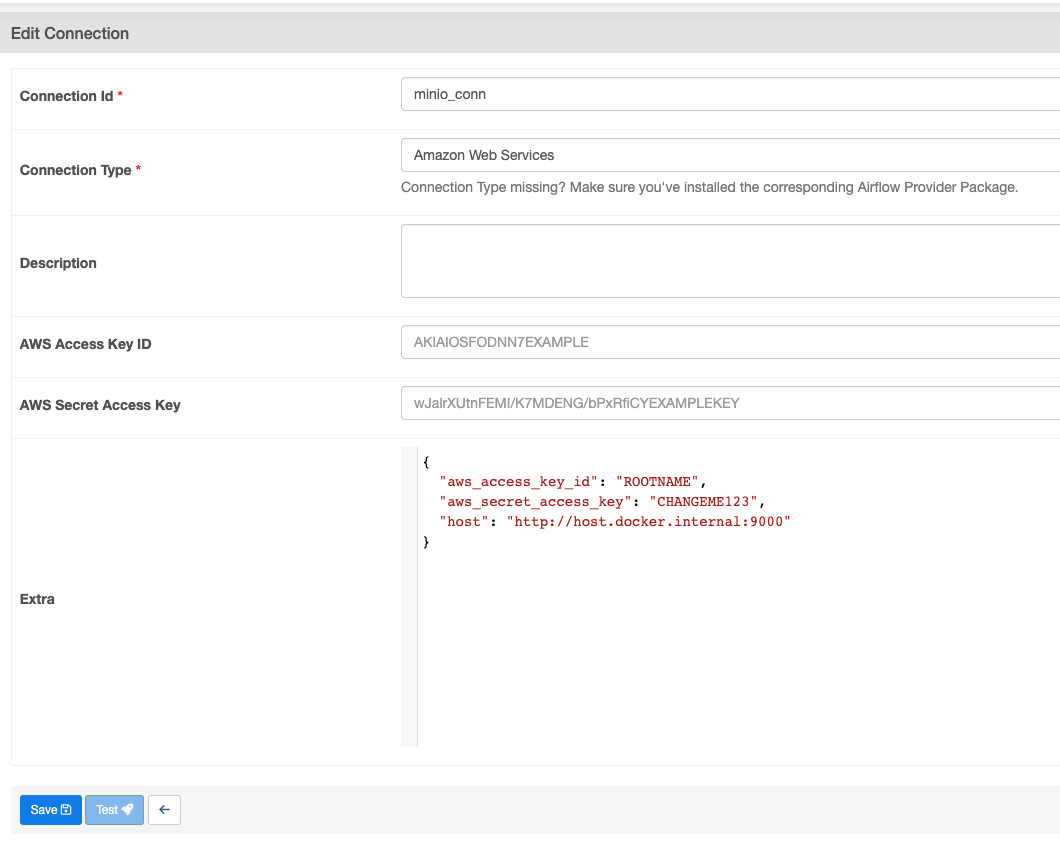 Edit Connection
Connection Id *
minio_conn
Connection Type *
Amazon Web Services
Connection Type missing? Make sure you've installed the corresponding Airflow Provider Package.
Description
AWS Access Key ID
AKIAIOSFODNN7EXAMPLE
AWS Secret Access Key
wJalrXUtnFEMI/K7MDENG/bPxRfiCYEXAMPLEKEY
Extra
{
"aws_access_key_id": "ROOTNAME",
"aws_secret_access_key": "CHANGEME123",
"host": "http://host.docker.internal:9000"
}
Save
Test